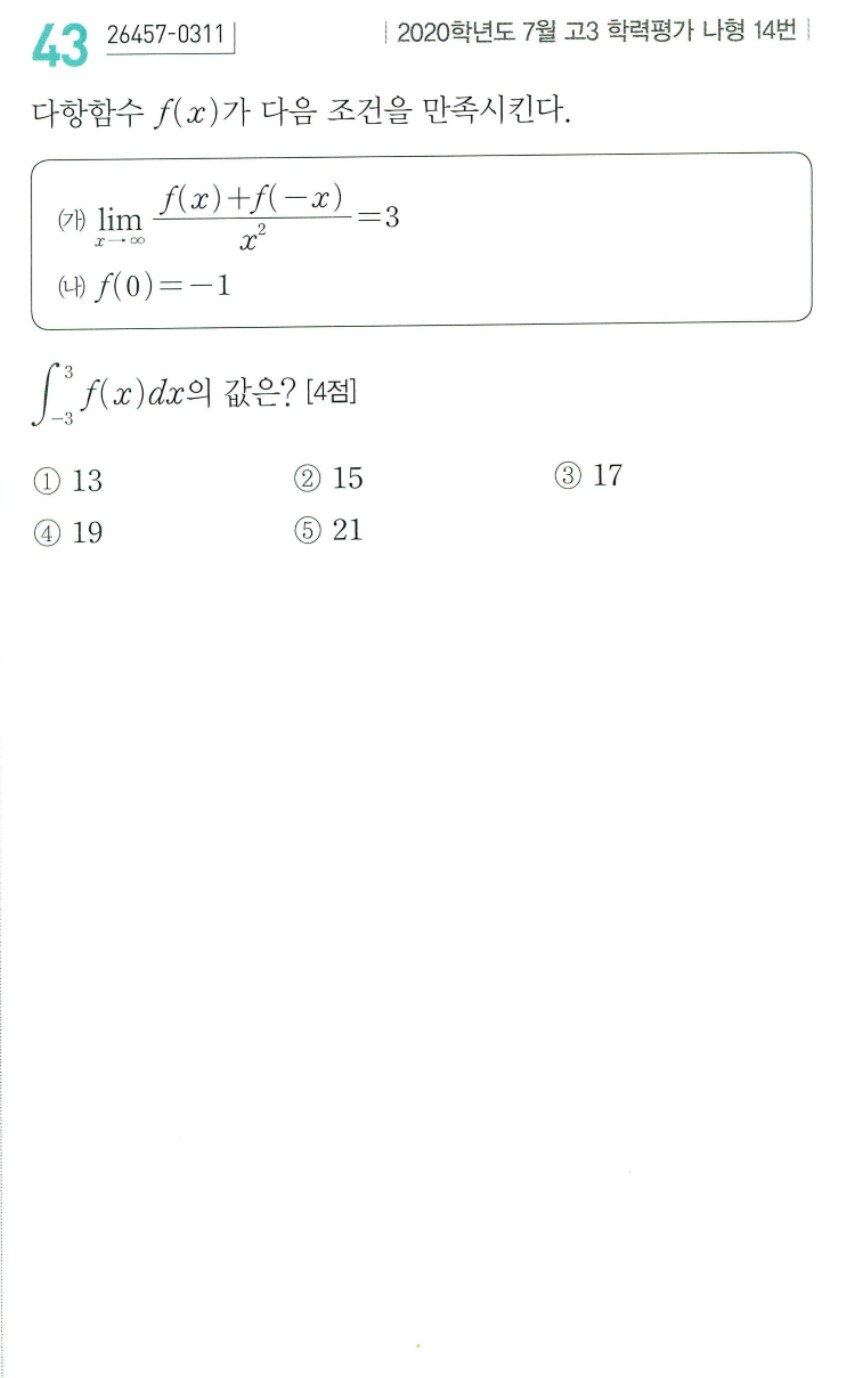 43 26457-0311 | 2020학년도 7월 고3 학력평가 나형 14번 |
다항함수 f(x)가 다음 조건을 만족시킨다.
㈎ lim_{x→∞} \frac{f(x)+f(-x)}{x^2}=3
㈏ f(0)=-1
∫_{-3}^{3} f(x)dx의 값은? [4점]
① 13 ② 15 ③ 17
④ 19 ⑤ 21